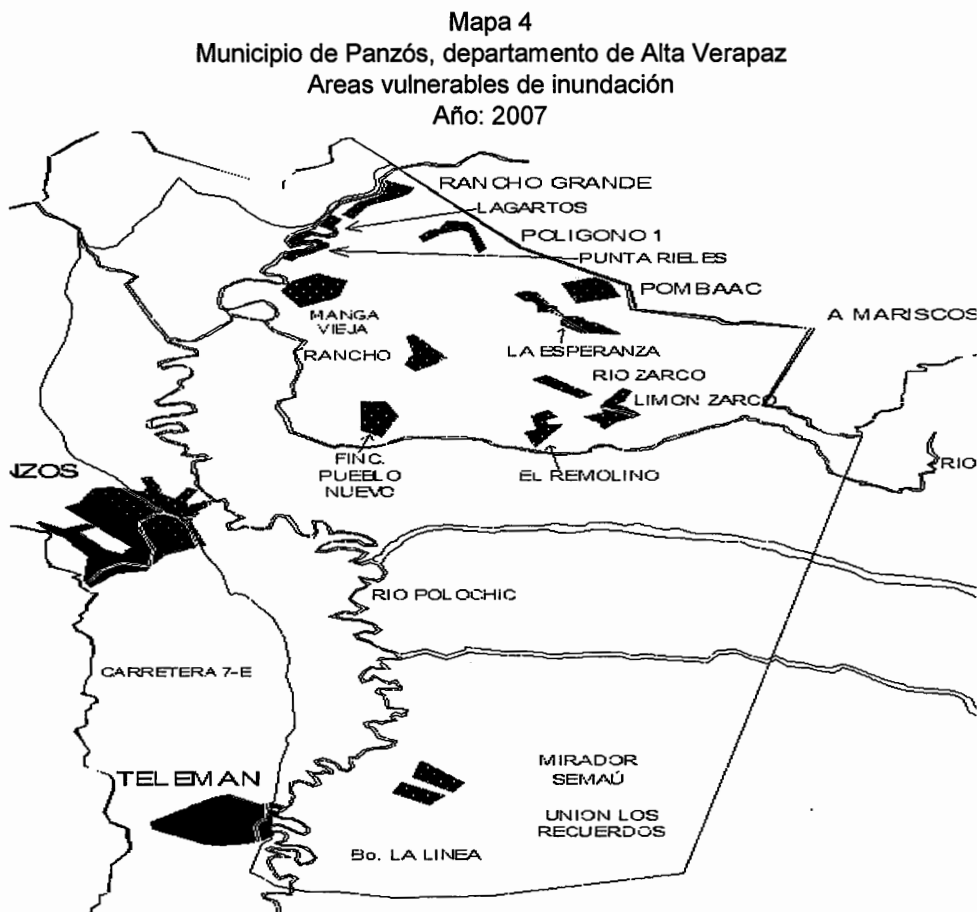 Mapa 4
Municipio de Panzós, departamento de Alta Verapaz
Areas vulnerables de inundación
Año: 2007
RANCHO GRANDE
LAGARTOS
POLIGONO 1
PUNTA RIELES
POMBAAC
MANGA
VIEJA
A MARISCOS
RANCHO
LA ESPERANZA
RIO ZARCO
LIMON ZARCO
FINC.
PUEBLO
NUEVO
EL REMOLINO
NZOS
RIO
RIO POLOCHIC
CARRETERA 7-E
TELEMAN
MIRADOR
SEMAÚ
UNION LOS
RECUERDOS
Bo. LA LINEA